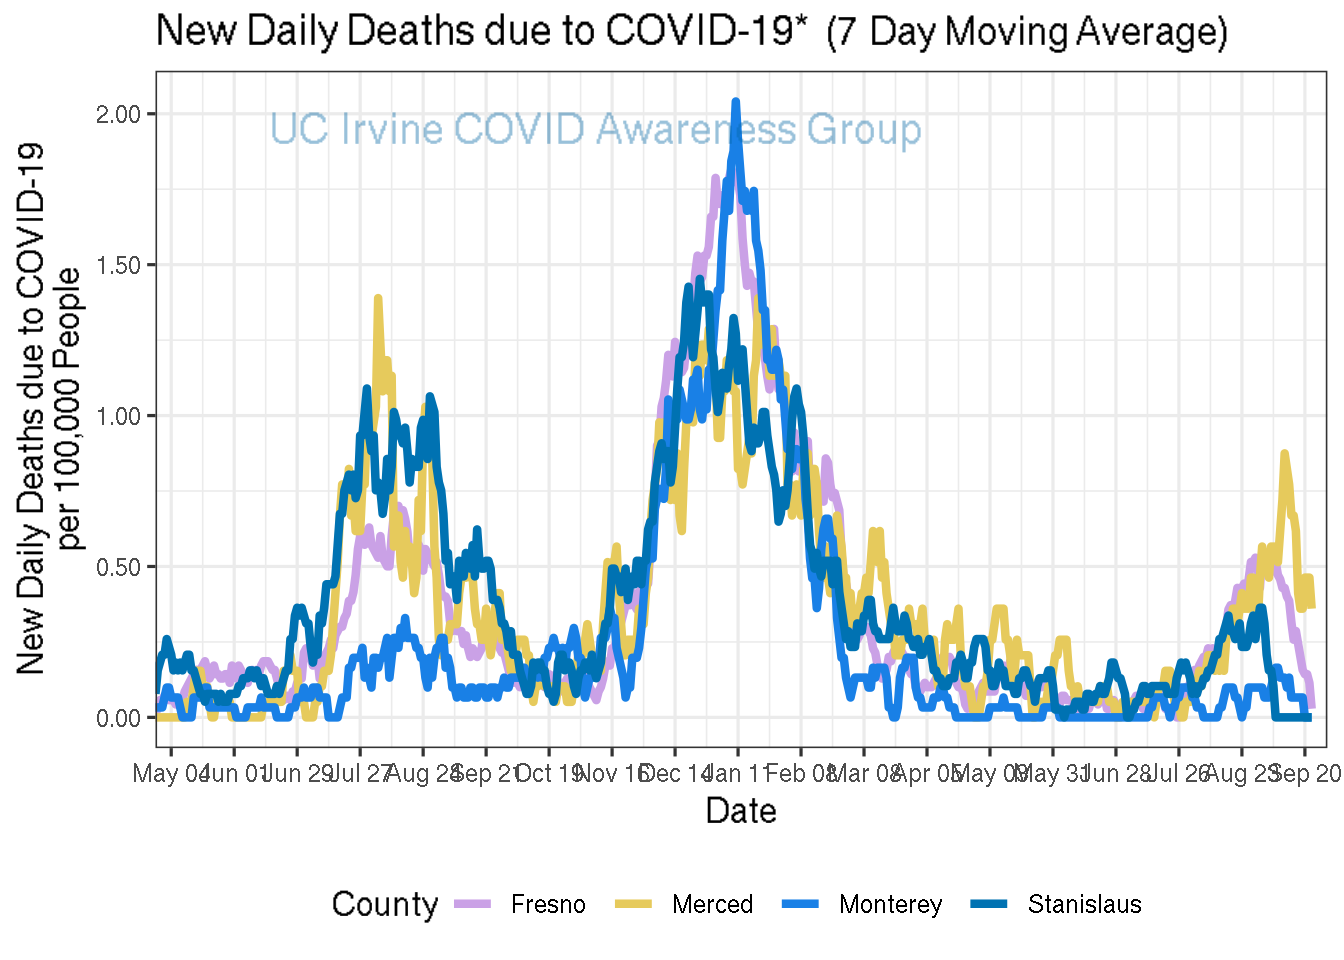 New Daily Deaths due to COVID-19* (7 Day Moving Average)
UC Irvine COVID Awareness Group
New Daily Deaths due to COVID-19
per 100,000 People
2.00
1.50
1.00
0.50
0.00
May 04 Jun 01 Jun 29 Jul 27 Aug 24 Sep 21 Oct 19 Nov 16 Dec 14 Jan 11 Feb 08 Mar 08 Apr 05 May 03 May 31 Jun 28 Jul 26 Aug 23 Sep 20
Date
County Fresno Merced Monterey Stanislaus